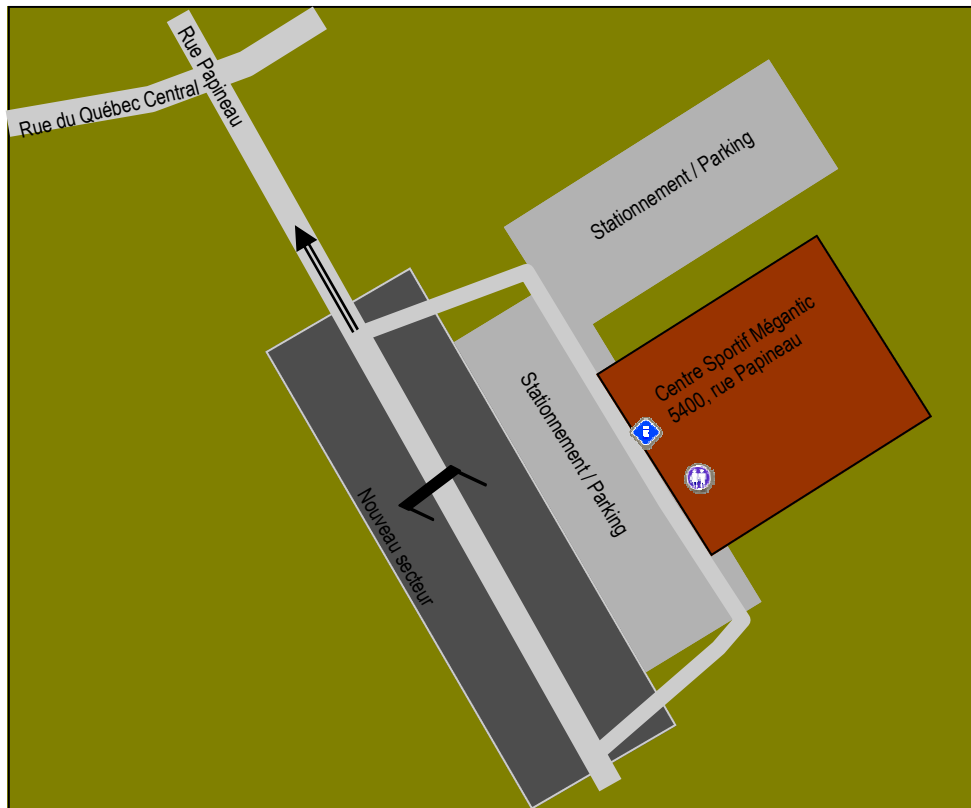 Rue Papineau
Rue du Québec Central
Stationnement / Parking
Centre Sportif Mégantic
5400, rue Papineau
Stationnement / Parking
Nouveau secteur